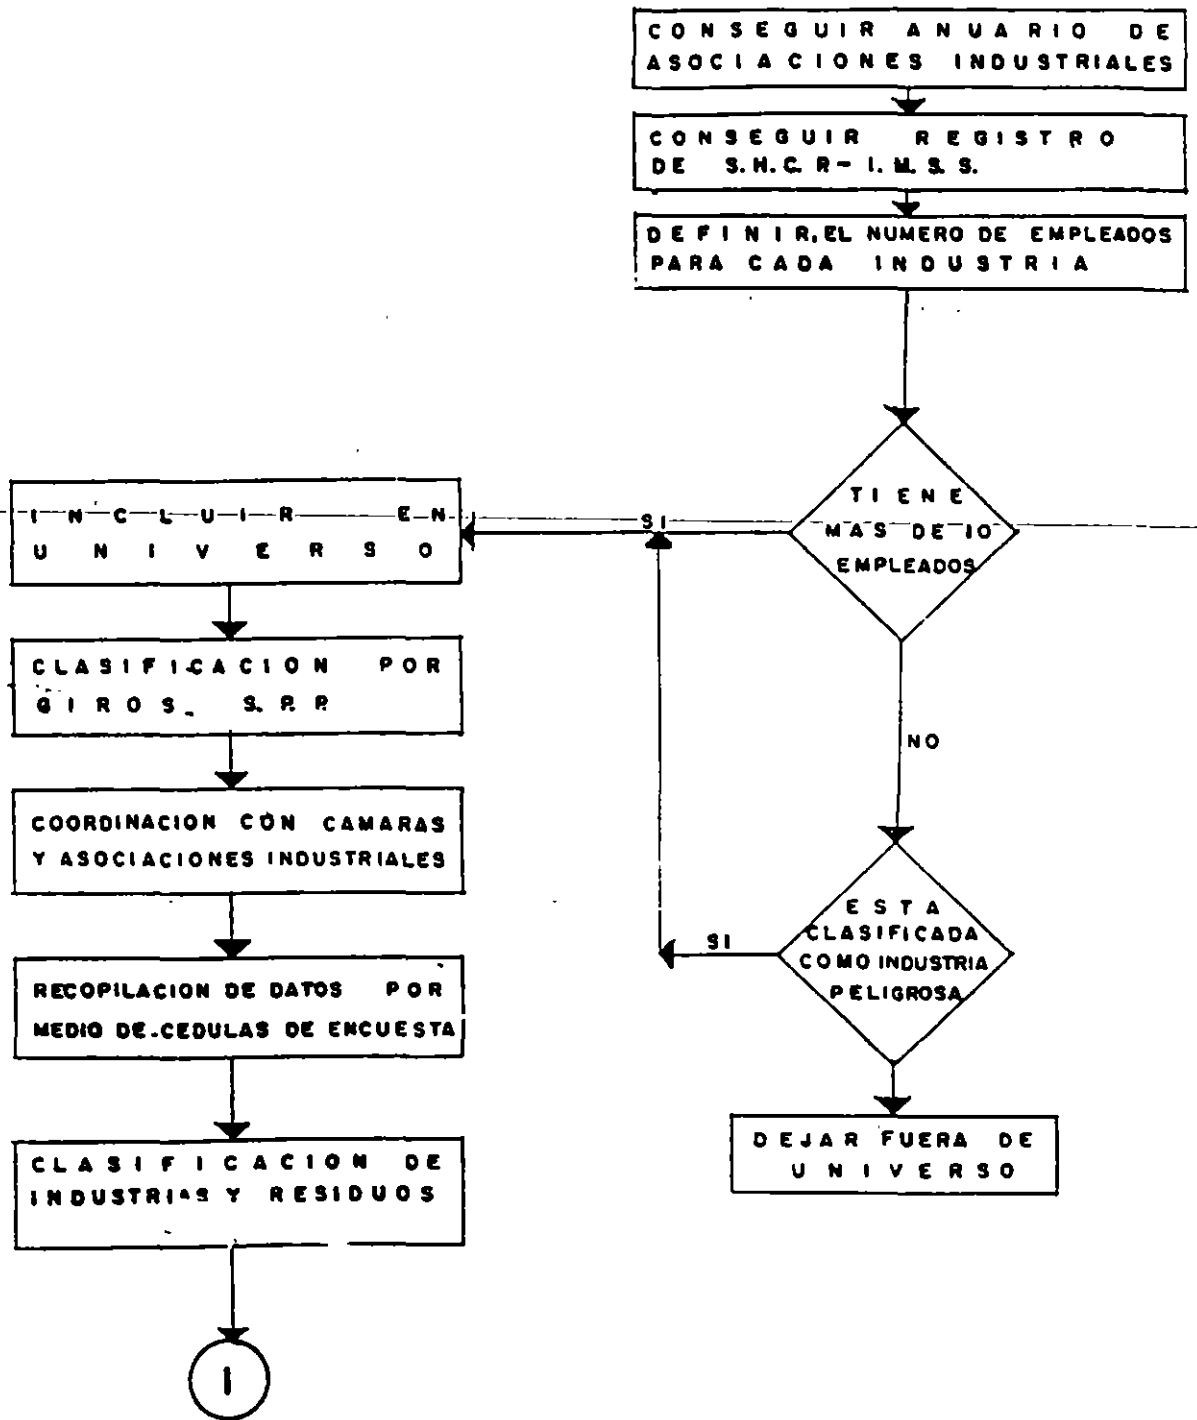 CONSEGUIR ANUARIO DE
ASOCIACIONES INDUSTRIALES
CONSEGUIR REGISTRO
DE S.H.C.R-I.M.S.S.
DEFINIR, EL NUMERO DE EMPLEADOS
PARA CADA INDUSTRIA
TIENE
MAS DE 10
EMPLEADOS
SI
INCLUIR EN
UNIVERSO
CLASIFICACION POR
GIROS. S.P.P.
COORDINACION CON CAMARAS
Y ASOCIACIONES INDUSTRIALES
RECOPILACION DE DATOS POR
MEDIO DE CEDULAS DE ENCUESTA
CLASIFICACION DE
INDUSTRIAS Y RESIDUOS
1
NO
ESTA
CLASIFICADA
COMO INDUSTRIA
PELIGROSA
SI
DEJAR FUERA DE
UNIVERSO